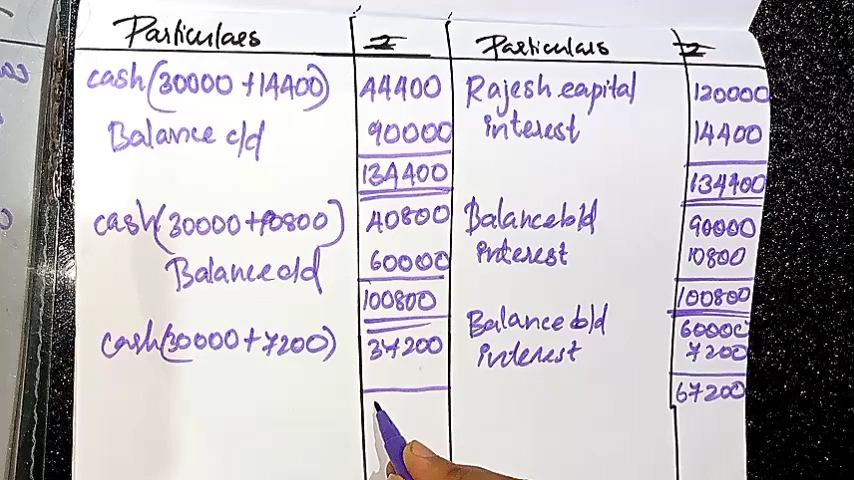 Particulars ₹ Particulars ₹
cash (30000 +14400) 44400 Rajesh capital 120000
Balance c/d 90000 interest 14400
134400 134400
cash (30000+10800) 40800 Balance b/d 90000
Balance c/d 60000 interest 10800
100800 100800
cash (30000+7200) 37200 Balance b/d 60000
interest 7200
67200